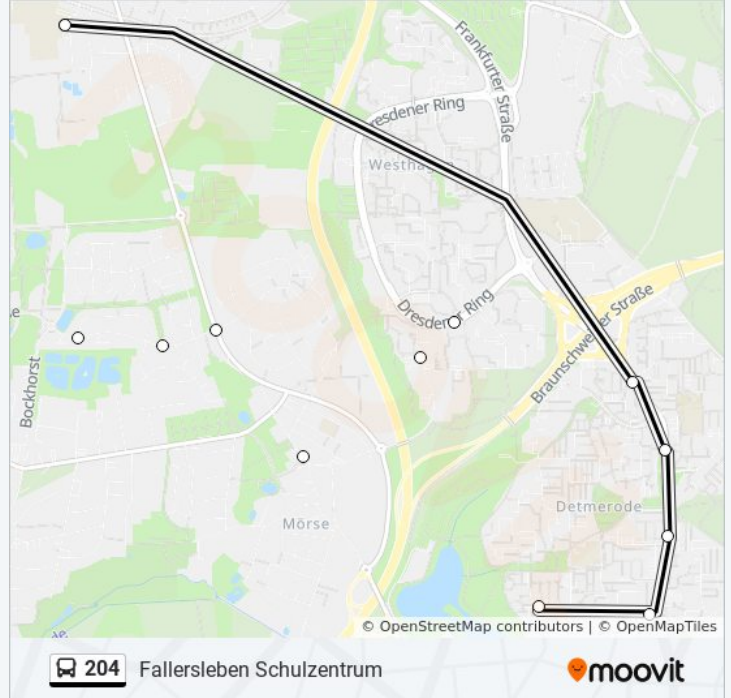 Frankfurter Straße
Dresdener Ring
Westhagen
Dresdener Ring
Braunschweiger Straße
Bockhorst
Mörse
Detmerode
© OpenStreetMap contributors | © OpenMapTiles
204 Fallersleben Schulzentrum
moovit